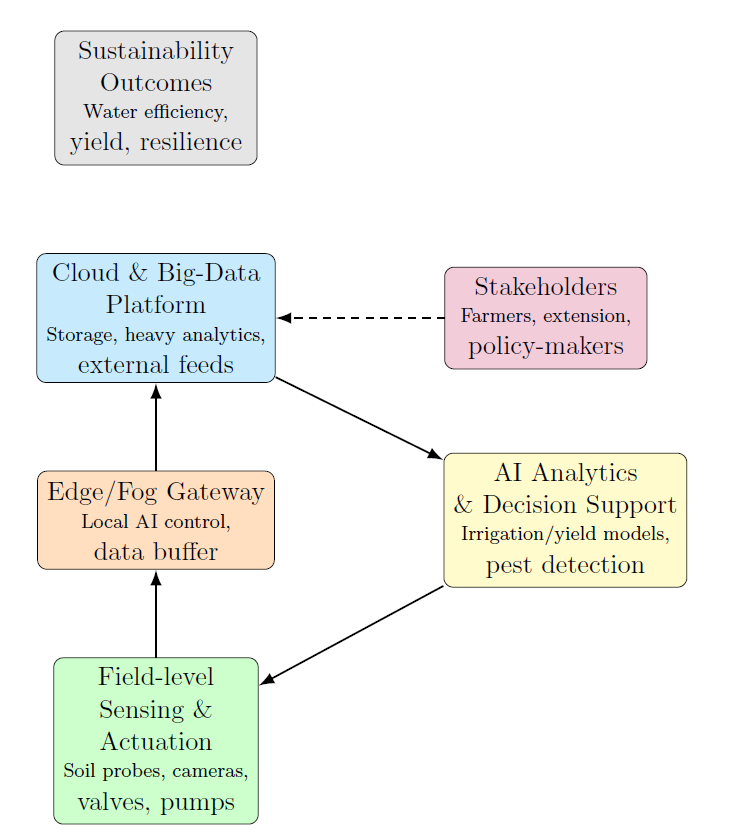 Sustainability
Outcomes
Water efficiency,
yield, resilience
Cloud & Big-Data
Platform
Storage, heavy analytics,
external feeds
Stakeholders
Farmers, extension,
policy-makers
Edge/Fog Gateway
Local AI control,
data buffer
AI Analytics
& Decision Support
Irrigation/yield models,
pest detection
Field-level
Sensing &
Actuation
Soil probes, cameras,
valves, pumps